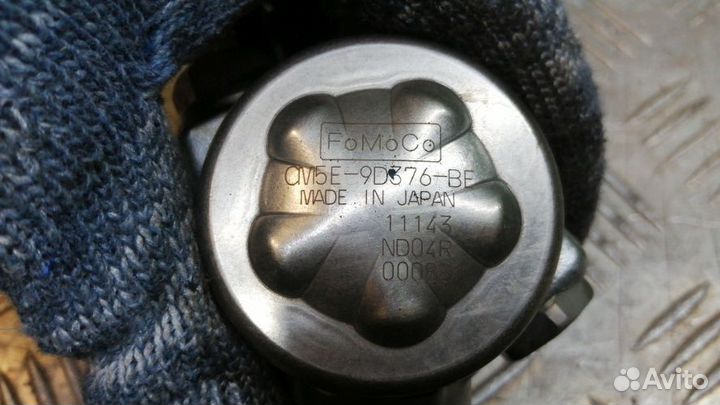 FoMoCo
CM5E-9D376-BE
MADE IN JAPAN
11143
ND04R
Avito